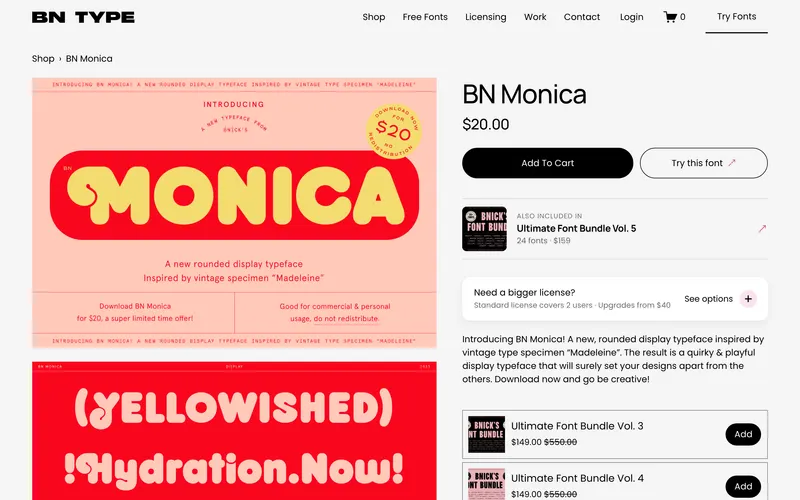 BN TYPE
Shop Free Fonts Licensing Work Contact Login 0 Try Fonts
Shop › BN Monica
INTRODUCING BN MONICA! A NEW ROUNDED DISPLAY TYPEFACE INSPIRED BY VINTAGE TYPE SPECIMEN "MADELEINE"
INTRODUCING
A NEW TYPEFACE FROM
BNICK'S
DOWNLOAD NOW
FOR
$20
NO
REDISTRIBUTION.
BN
MONICA
A new rounded display typeface
Inspired by vintage specimen "Madeleine"
Download BN Monica
for $20, a super limited time offer!
Good for commercial & personal
usage, do not redistribute.
INTRODUCING BN MONICA! A NEW ROUNDED DISPLAY TYPEFACE INSPIRED BY VINTAGE TYPE SPECIMEN "MADELEINE"
BN MONICA DISPLAY 2023
(YELLOWISHED)
!Hydration.Now!
BN Monica
$20.00
Add To Cart
Try this font
BNICK'S
FONT BUNDLE
ALSO INCLUDED IN
Ultimate Font Bundle Vol. 5
24 fonts · $159
Need a bigger license?
Standard license covers 2 users · Upgrades from $40
See options +
Introducing BN Monica! A new, rounded display typeface inspired by
vintage type specimen “Madeleine”. The result is a quirky & playful
display typeface that will surely set your designs apart from the
others. Download now and go be creative!
BNICK'S
FONT BUNDLE
Ultimate Font Bundle Vol. 3
$149.00 $550.00
Add
BNICK'S
FONT BUNDLE
Ultimate Font Bundle Vol. 4
$149.00 $550.00
Add